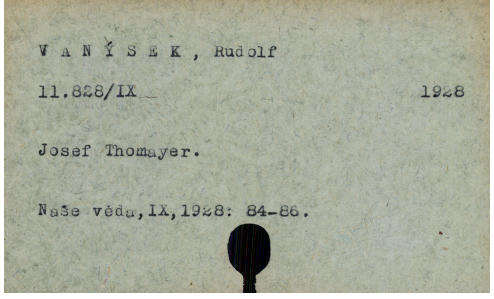 V A N Ý S E K , Rudolf
11.828/IX 1928
Josef Thomayer.
Naše věda,IX,1928: 84-86.